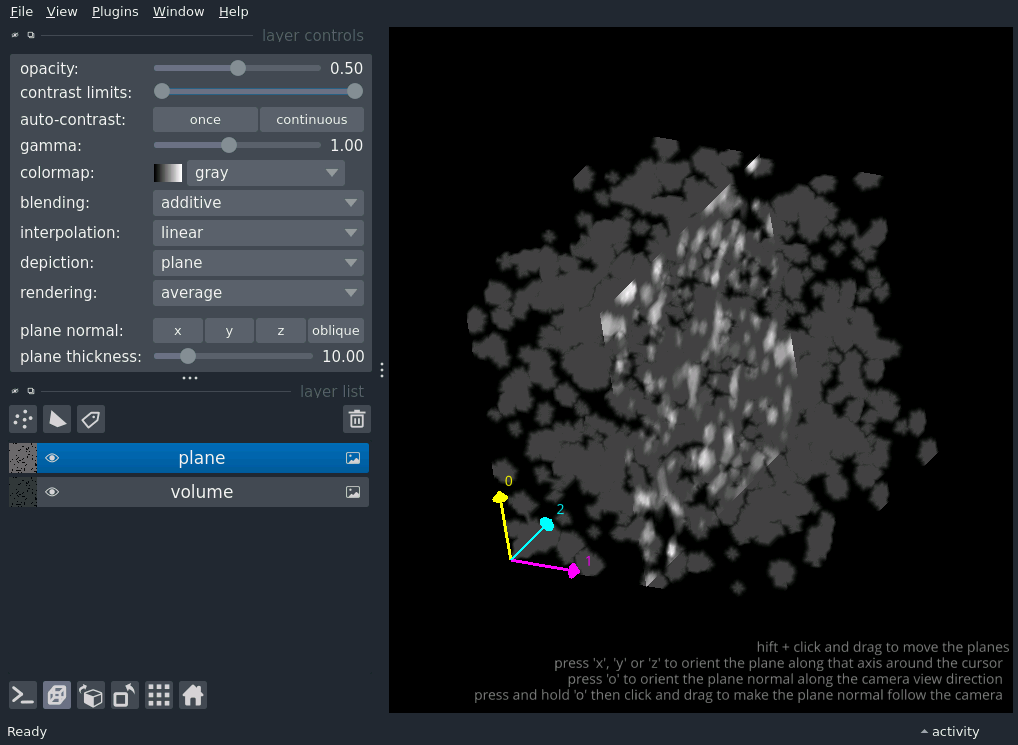 File View Plugins Window Help
layer controls
opacity: 0.50
contrast limits:
auto-contrast: once continuous
gamma: 1.00
colormap: gray
blending: additive
interpolation: linear
depiction: plane
rendering: average
plane normal: x y z oblique
plane thickness: 10.00
layer list
plane
volume
0
2
1
hift + click and drag to move the planes
press 'x', 'y' or 'z' to orient the plane along that axis around the cursor
press 'o' to orient the plane normal along the camera view direction
press and hold 'o' then click and drag to make the plane normal follow the camera
Ready
activity